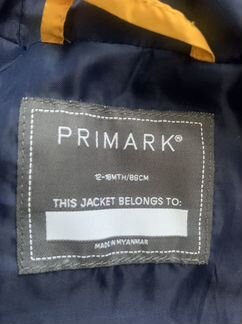 PRIMARK®
12-18MTH/86CM
THIS JACKET BELONGS TO:
MADE IN MYANMAR